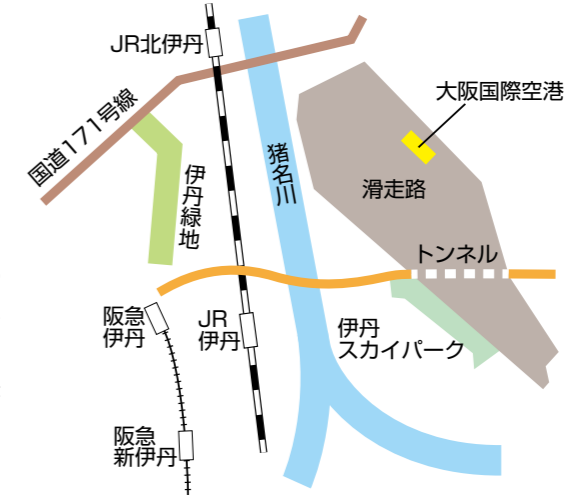 JR北伊丹
大阪国際空港
国道171号線
猪名川
滑走路
伊丹緑地
トンネル
阪急
伊丹
JR
伊丹
伊丹
スカイパーク
阪急
新伊丹